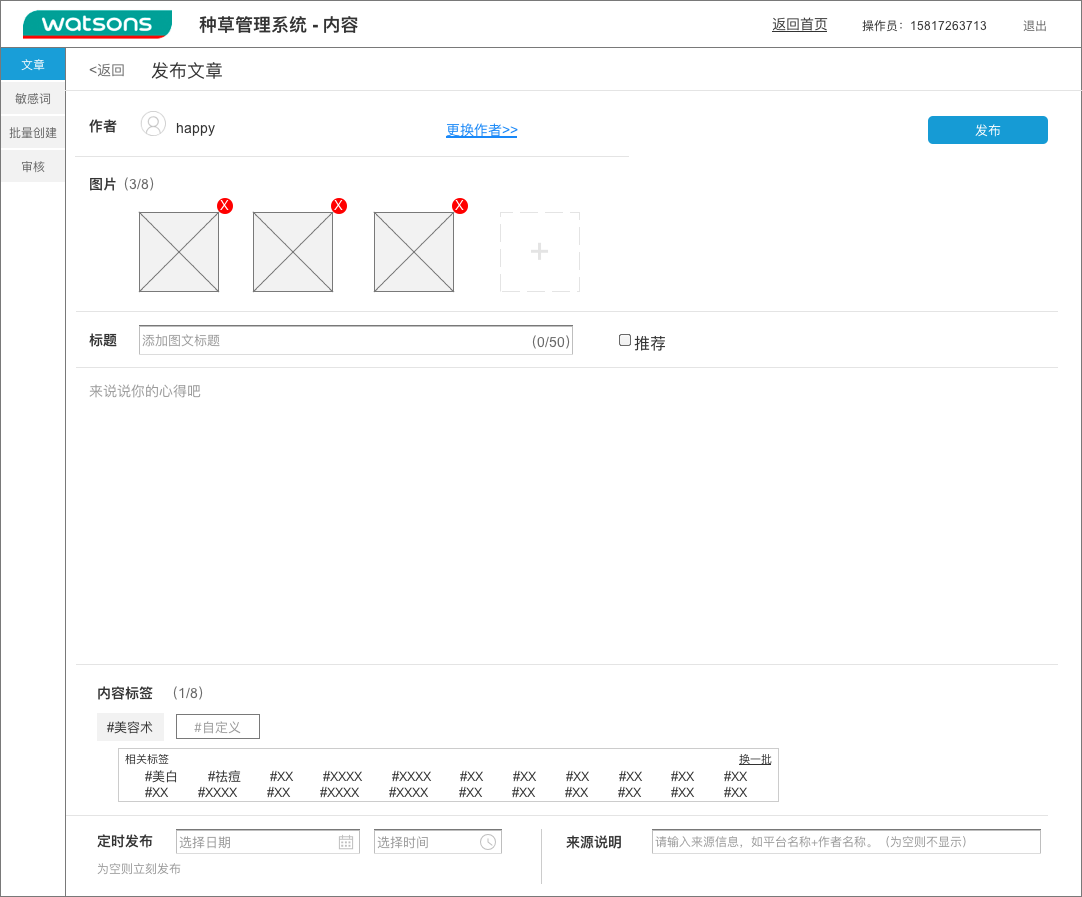 watsons 种草管理系统 - 内容 返回首页 操作员：15817263713 退出
文章
敏感词
批量创建
审核
<返回 发布文章
作者 happy 更换作者>> 发布
图片（3/8）
X X X
+
标题 添加图文标题 (0/50) 推荐
来说说你的心得吧
内容标签 （1/8）
#美容术 #自定义
相关标签 换一批
#美白 #祛痘 #XX #XXXX #XXXX #XX #XX #XX #XX #XX #XX
#XX #XXXX #XX #XXXX #XXXX #XX #XX #XX #XX #XX #XX
定时发布 选择日期 选择时间 来源说明 请输入来源信息，如平台名称+作者名称。（为空则不显示）
为空则立刻发布